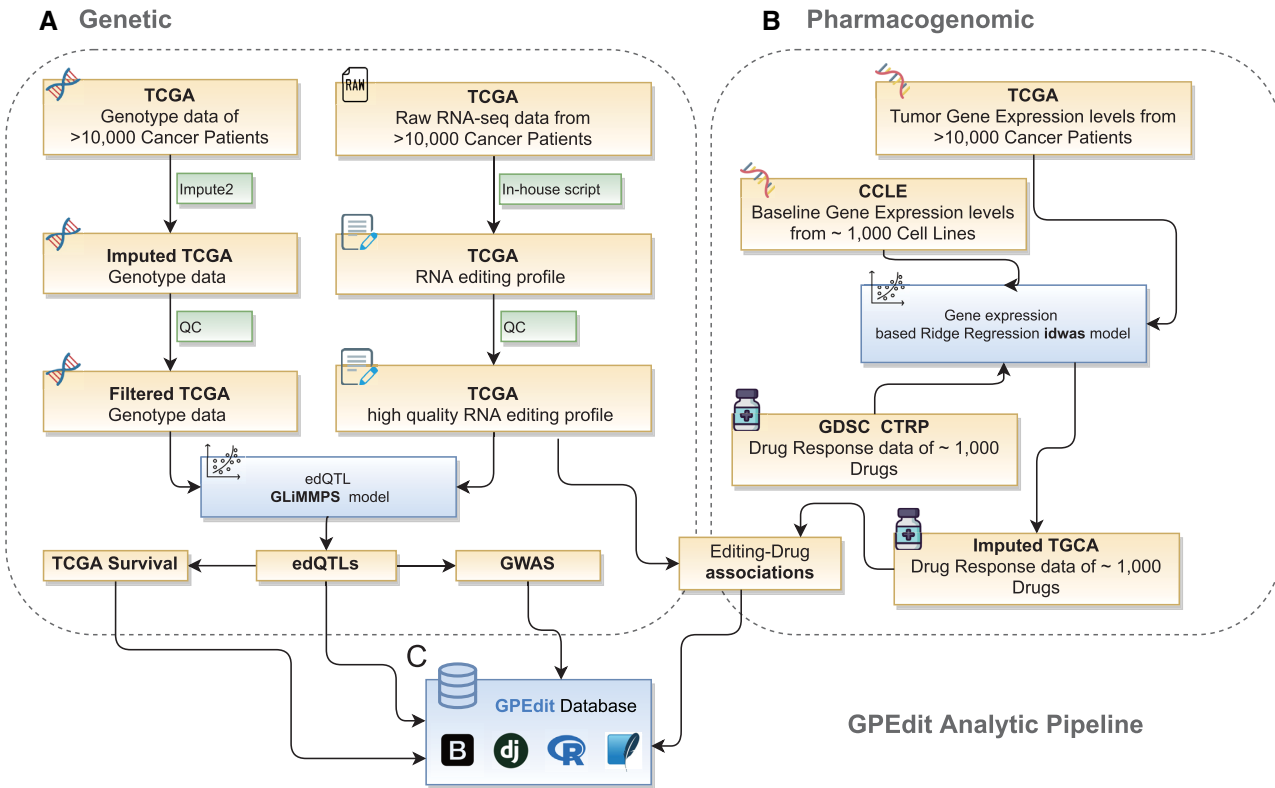 A Genetic
TCGA
Genotype data of
>10,000 Cancer Patients
Impute2
Imputed TCGA
Genotype data
QC
Filtered TCGA
Genotype data
RAW
TCGA
Raw RNA-seq data from
>10,000 Cancer Patients
In-house script
TCGA
RNA editing profile
QC
TCGA
high quality RNA editing profile
edQTL
GLiMMPS model
TCGA Survival
edQTLs
GWAS
B Pharmacogenomic
TCGA
Tumor Gene Expression levels from
>10,000 Cancer Patients
CCLE
Baseline Gene Expression levels
from ~ 1,000 Cell Lines
Gene expression
based Ridge Regression idwas model
GDSC CTRP
Drug Response data of ~ 1,000
Drugs
Imputed TGCA
Drug Response data of ~ 1,000
Drugs
Editing-Drug
associations
C
GPEdit Database
B dj R
GPEdit Analytic Pipeline